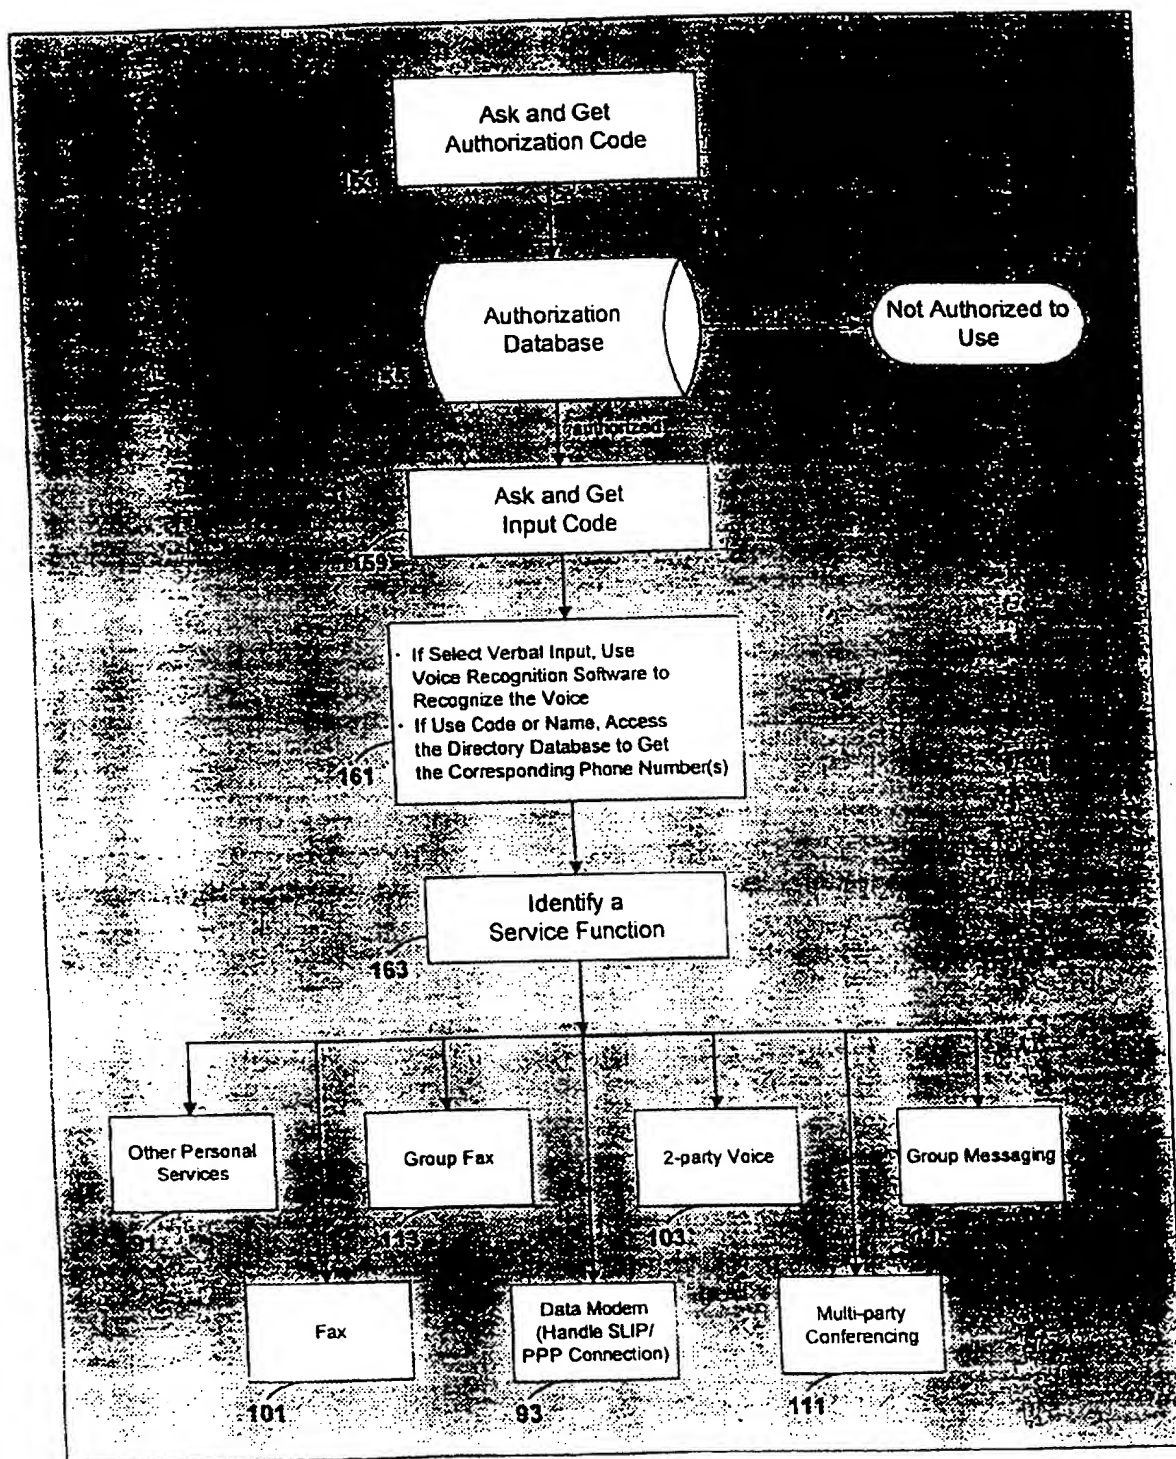 Ask and Get
Authorization Code
153
Authorization
Database
Not Authorized to
Use
authorized
Ask and Get
Input Code
159
· If Select Verbal Input, Use
Voice Recognition Software to
Recognize the Voice
· If Use Code or Name, Access
the Directory Database to Get
the Corresponding Phone Number(s)
161
Identify a
Service Function
163
Other Personal
Services
Group Fax
2-party Voice
Group Messaging
113
103
Fax
Data Modem
(Handle SLIP/
PPP Connection)
Multi-party
Conferencing
101
93
111